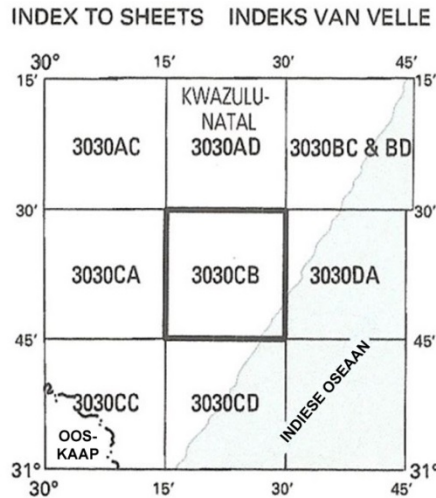 INDEX TO SHEETS INDEKS VAN VELLE
30° 15′ 30′ 45′
15′ 15′
KWAZULU-
NATAL
3030AC 3030AD 3030BC & BD
30′ 30′
3030CA 3030CB 3030DA
45′ 45′
3030CC 3030CD
INDIESE OSEAAN
OOS-
KAAP
31° 31°
30° 15′ 30′ 45′